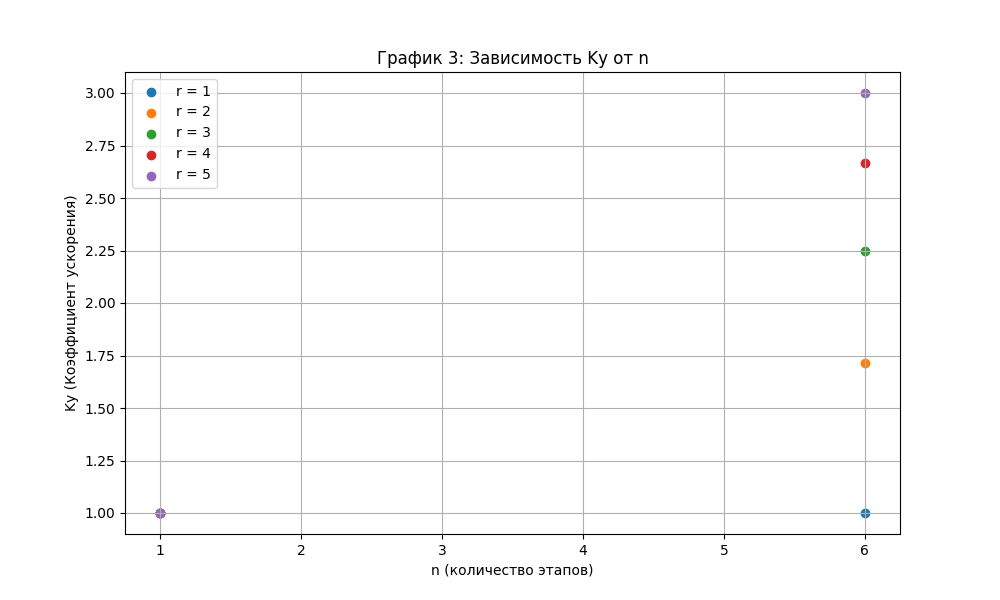 График 3: Зависимость Ку от n
r = 1
r = 2
r = 3
r = 4
r = 5
Ку (Коэффициент ускорения)
3.00
2.75
2.50
2.25
2.00
1.75
1.50
1.25
1.00
1 2 3 4 5 6
n (количество этапов)